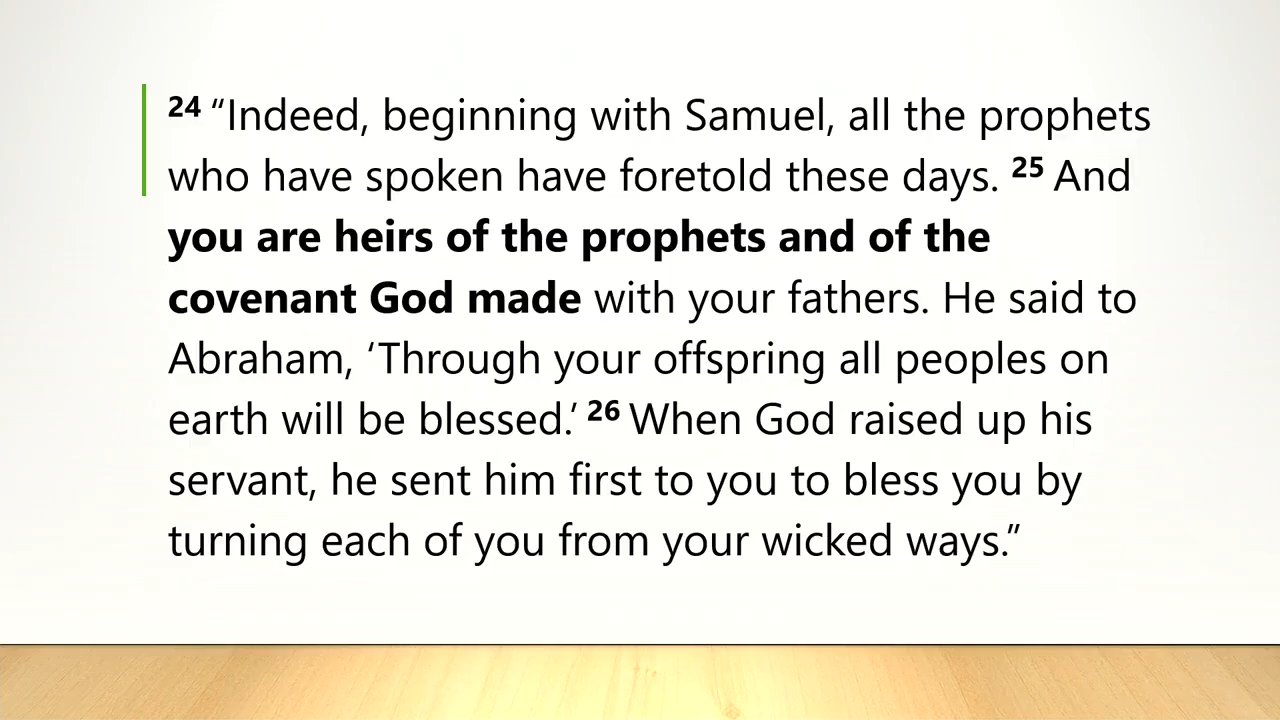 24 “Indeed, beginning with Samuel, all the prophets
who have spoken have foretold these days. 25 And
you are heirs of the prophets and of the
covenant God made with your fathers. He said to
Abraham, ‘Through your offspring all peoples on
earth will be blessed.’ 26 When God raised up his
servant, he sent him first to you to bless you by
turning each of you from your wicked ways.”